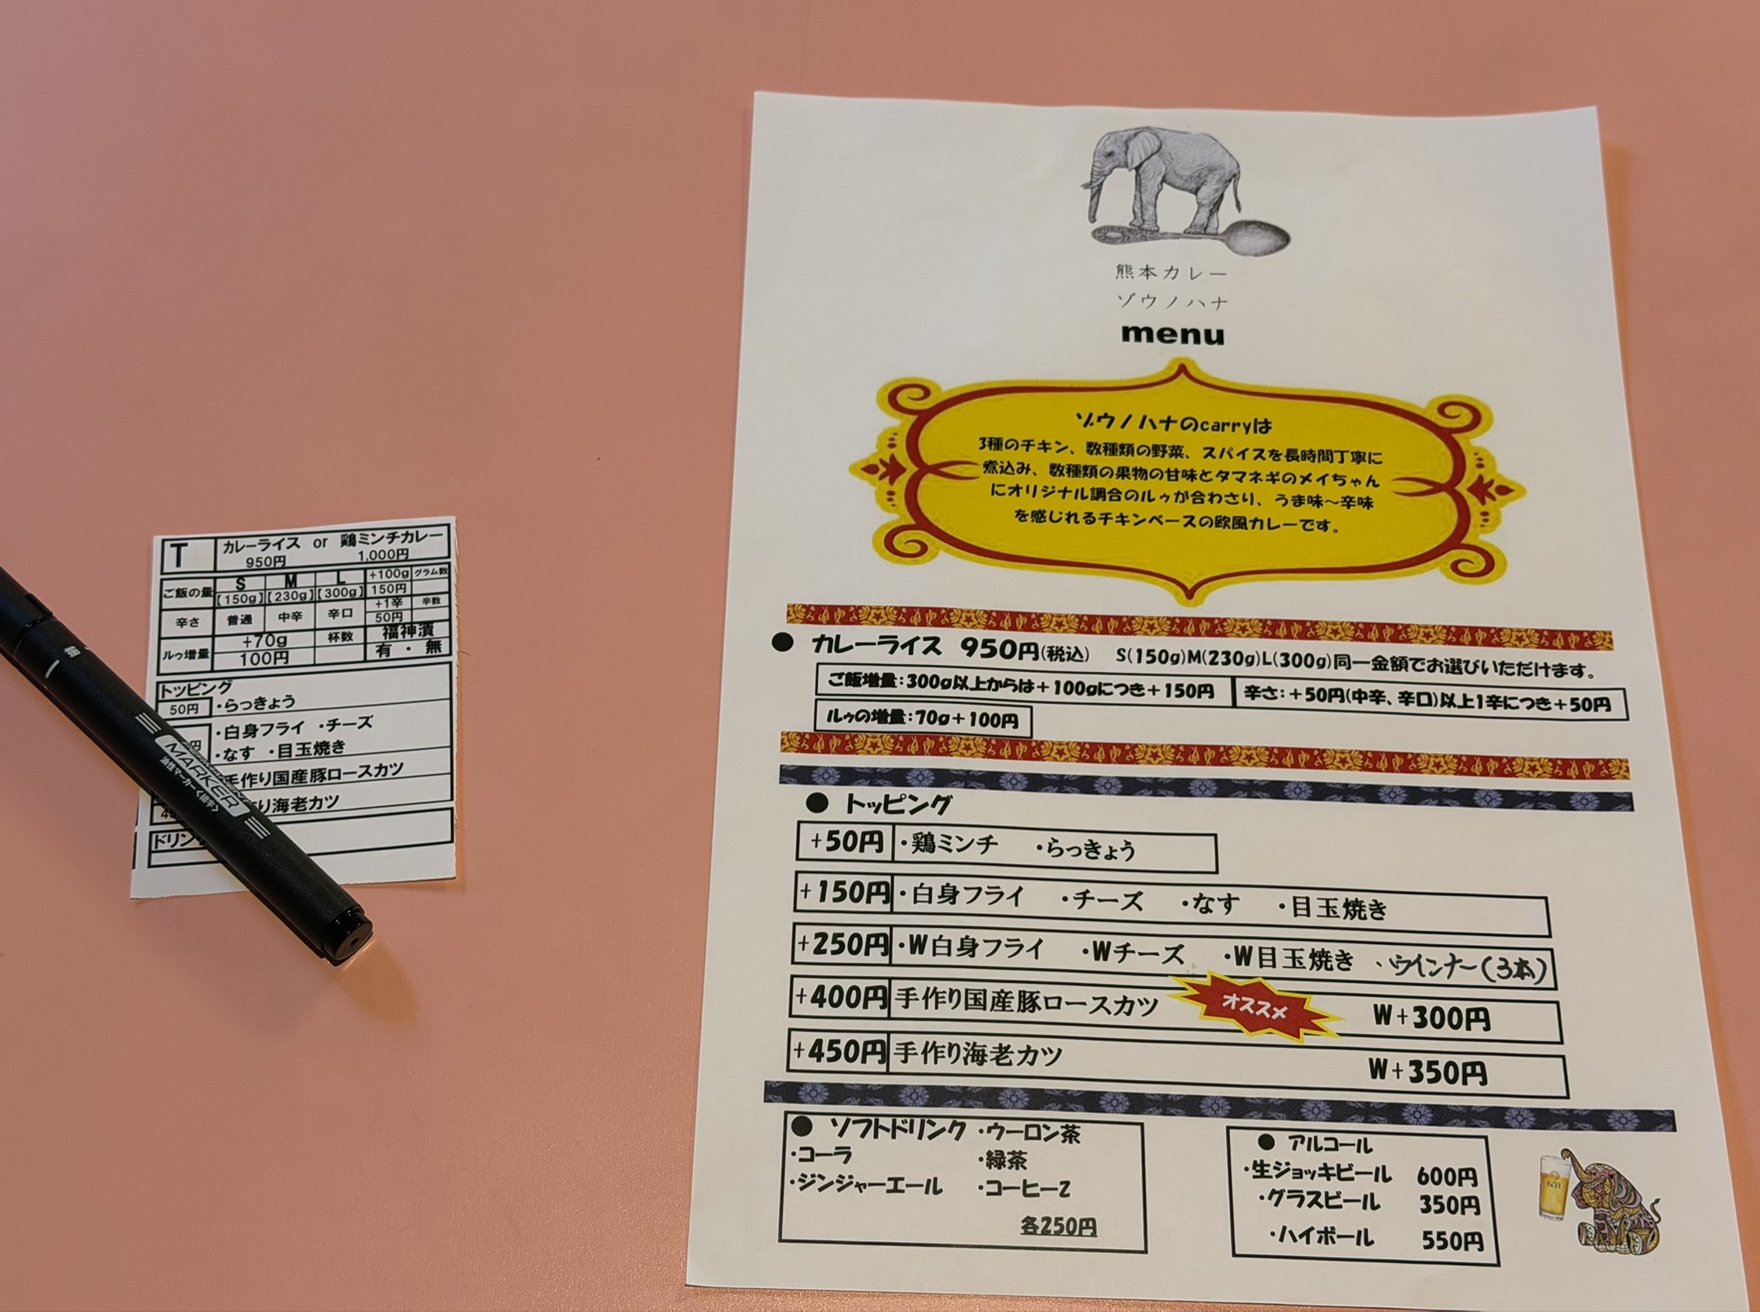 T カレーライス or 鶏ミンチカレー
950円 1,000円
ご飯の量 S M L +100g グラム数
【150g】 【230g】 【300g】 150円
辛さ 普通 中辛 辛口 +1辛 辛数
50円
ルゥ増量 +70g 杯数 福神漬
100円 有・無
トッピング
50円 ・らっきょう
円 ・白身フライ ・チーズ
・なす ・目玉焼き
手作り国産豚ロースカツ
り海老カツ
ドリン
MARKER
油性マーカー<細字>
細
熊本カレー
ゾウノハナ
menu
ゾウノハナのcarryは
3種のチキン、数種類の野菜、スパイスを長時間丁寧に
煮込み、数種類の果物の甘味とタマネギのメイちゃん
にオリジナル調合のルゥが合わさり、うま味～辛味
を感じれるチキンベースの欧風カレーです。
● カレーライス 950円(税込) S(150g)M(230g)L(300g)同一金額でお選びいただけます。
ご飯増量:300g以上からは+100gにつき+150円 辛さ:+50円(中辛、辛口)以上1辛につき+50円
ルゥの増量:70g+100円
● トッピング
+50円 ・鶏ミンチ ・らっきょう
+150円 ・白身フライ ・チーズ ・なす ・目玉焼き
+250円 ・W白身フライ ・Wチーズ ・W目玉焼き ・ウインナー(3本)
+400円 手作り国産豚ロースカツ オススメ W+300円
+450円 手作り海老カツ W+350円
● ソフトドリンク ・ウーロン茶
・コーラ ・緑茶
・ジンジャーエール ・コーヒーZ
各250円
● アルコール
・生ジョッキビール 600円
・グラスビール 350円
・ハイボール 550円